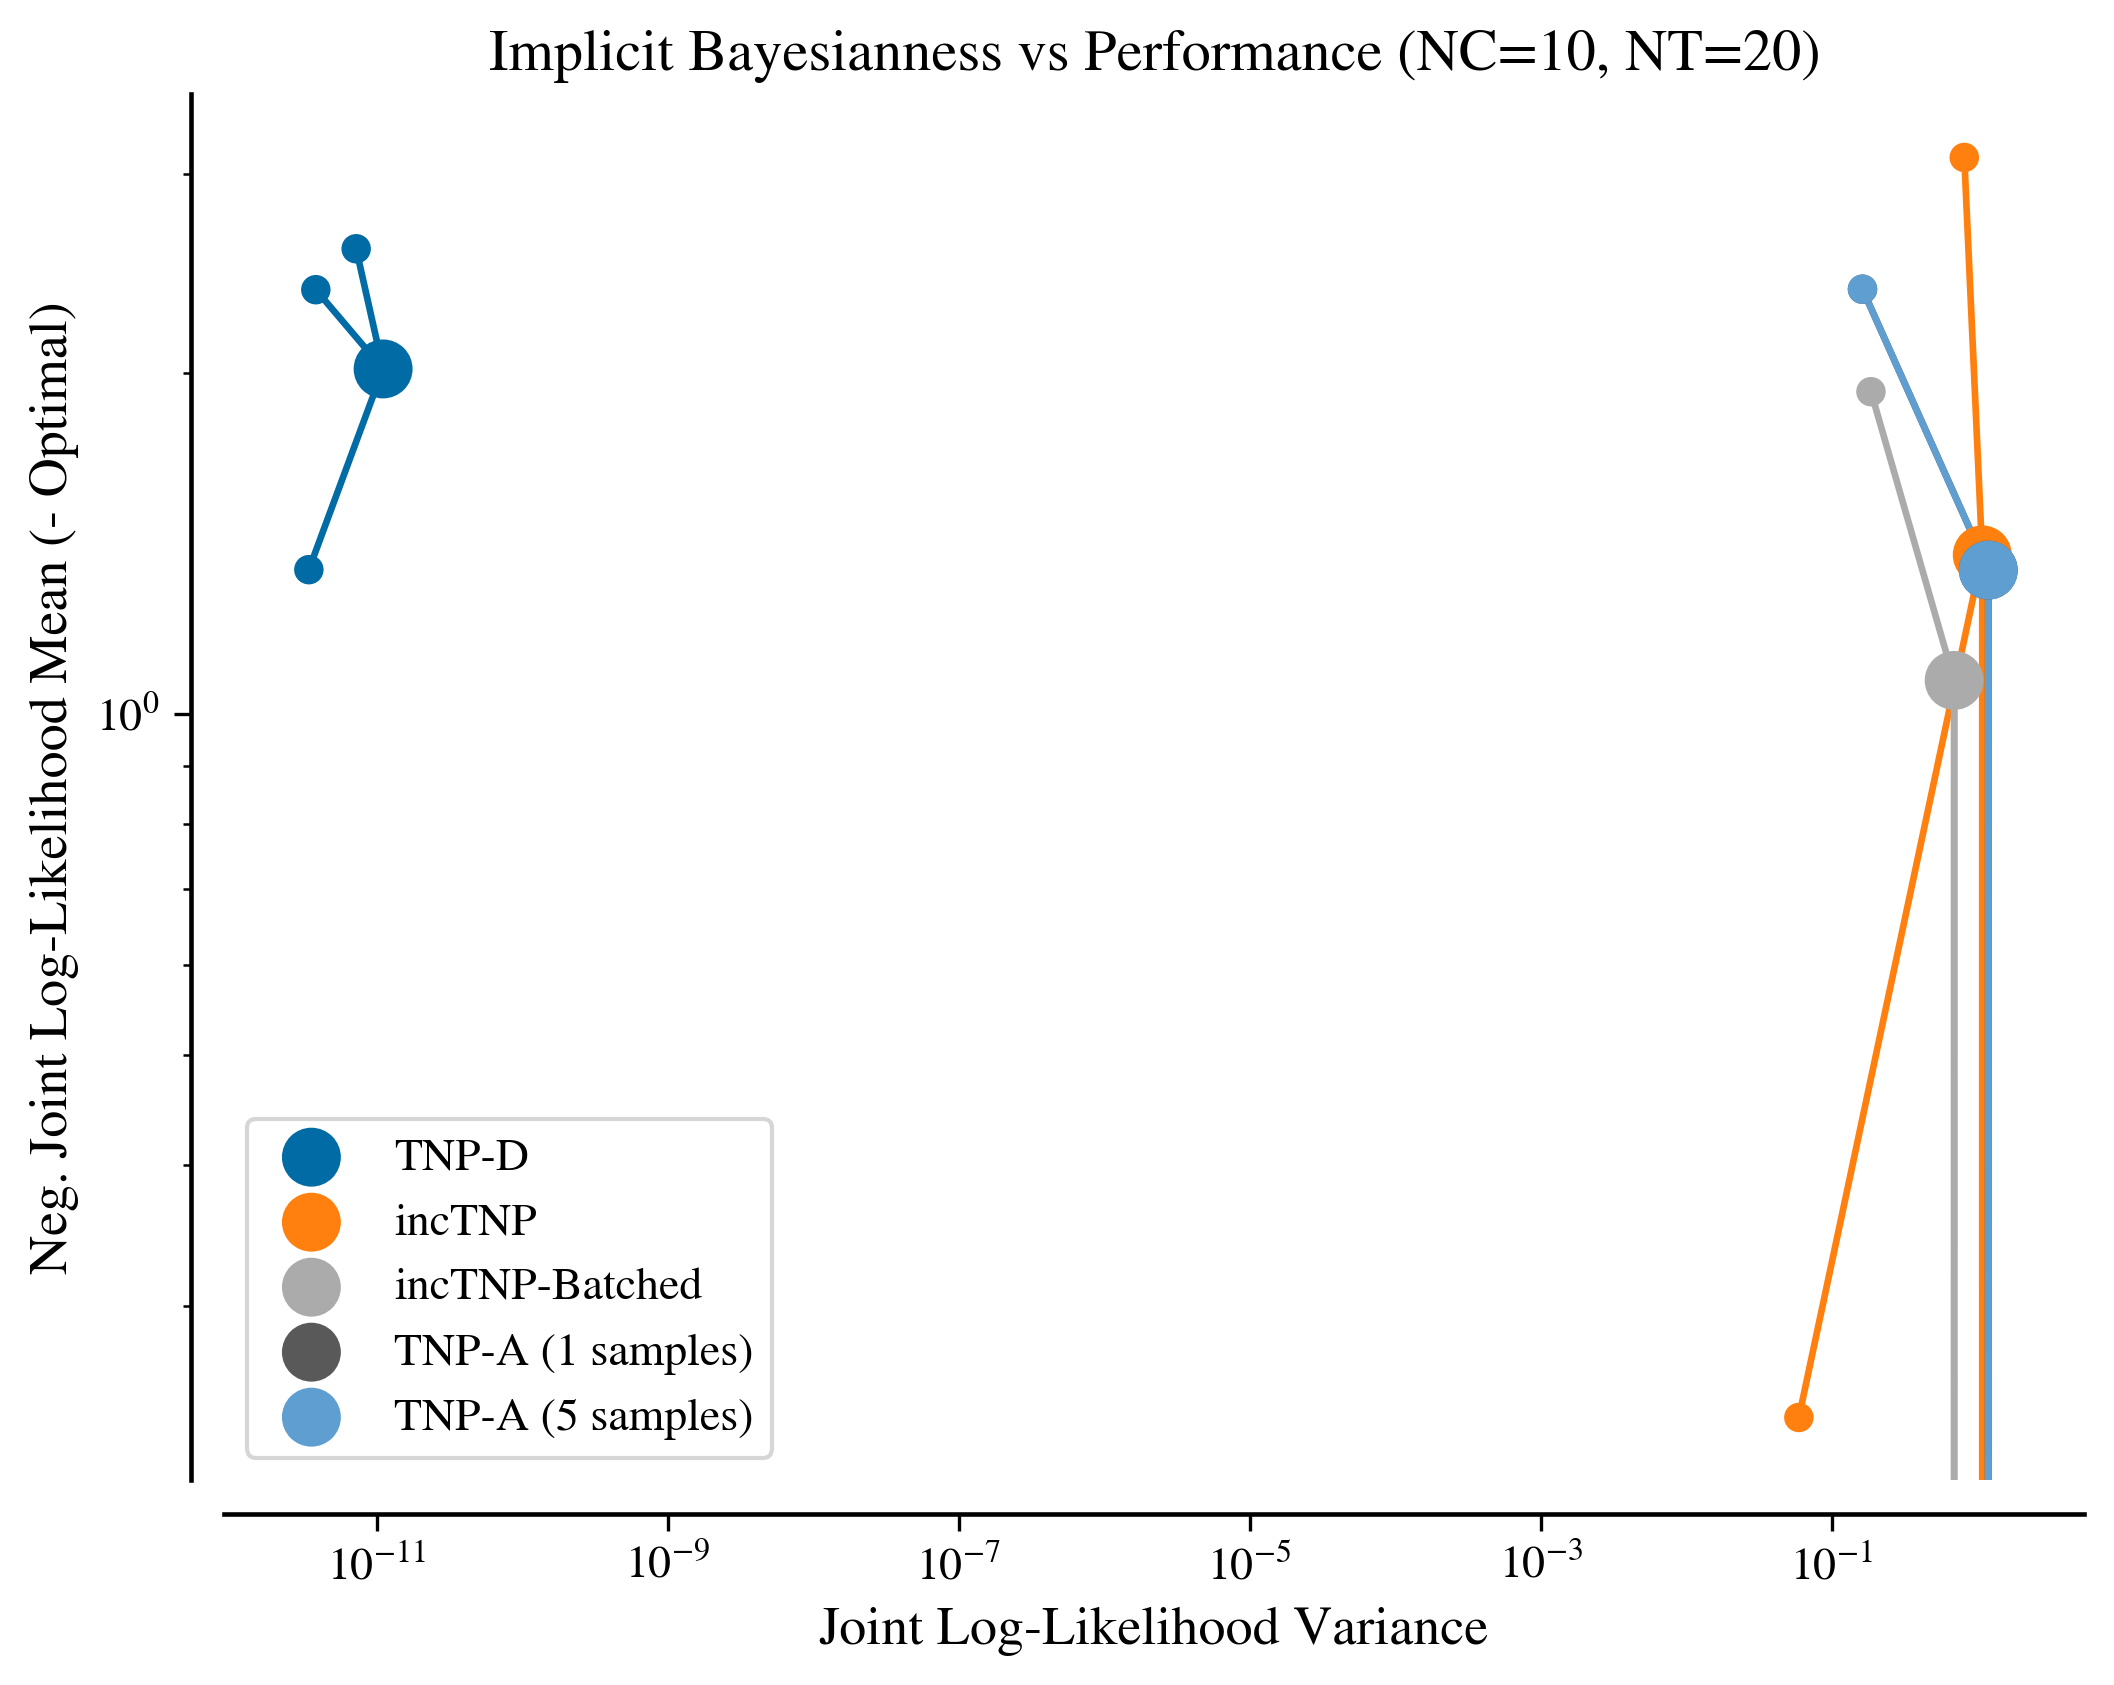 Implicit Bayesianness vs Performance (NC=10, NT=20)
Neg. Joint Log-Likelihood Mean (- Optimal)
10⁰
TNP-D
incTNP
incTNP-Batched
TNP-A (1 samples)
TNP-A (5 samples)
10⁻¹¹ 10⁻⁹ 10⁻⁷ 10⁻⁵ 10⁻³ 10⁻¹
Joint Log-Likelihood Variance